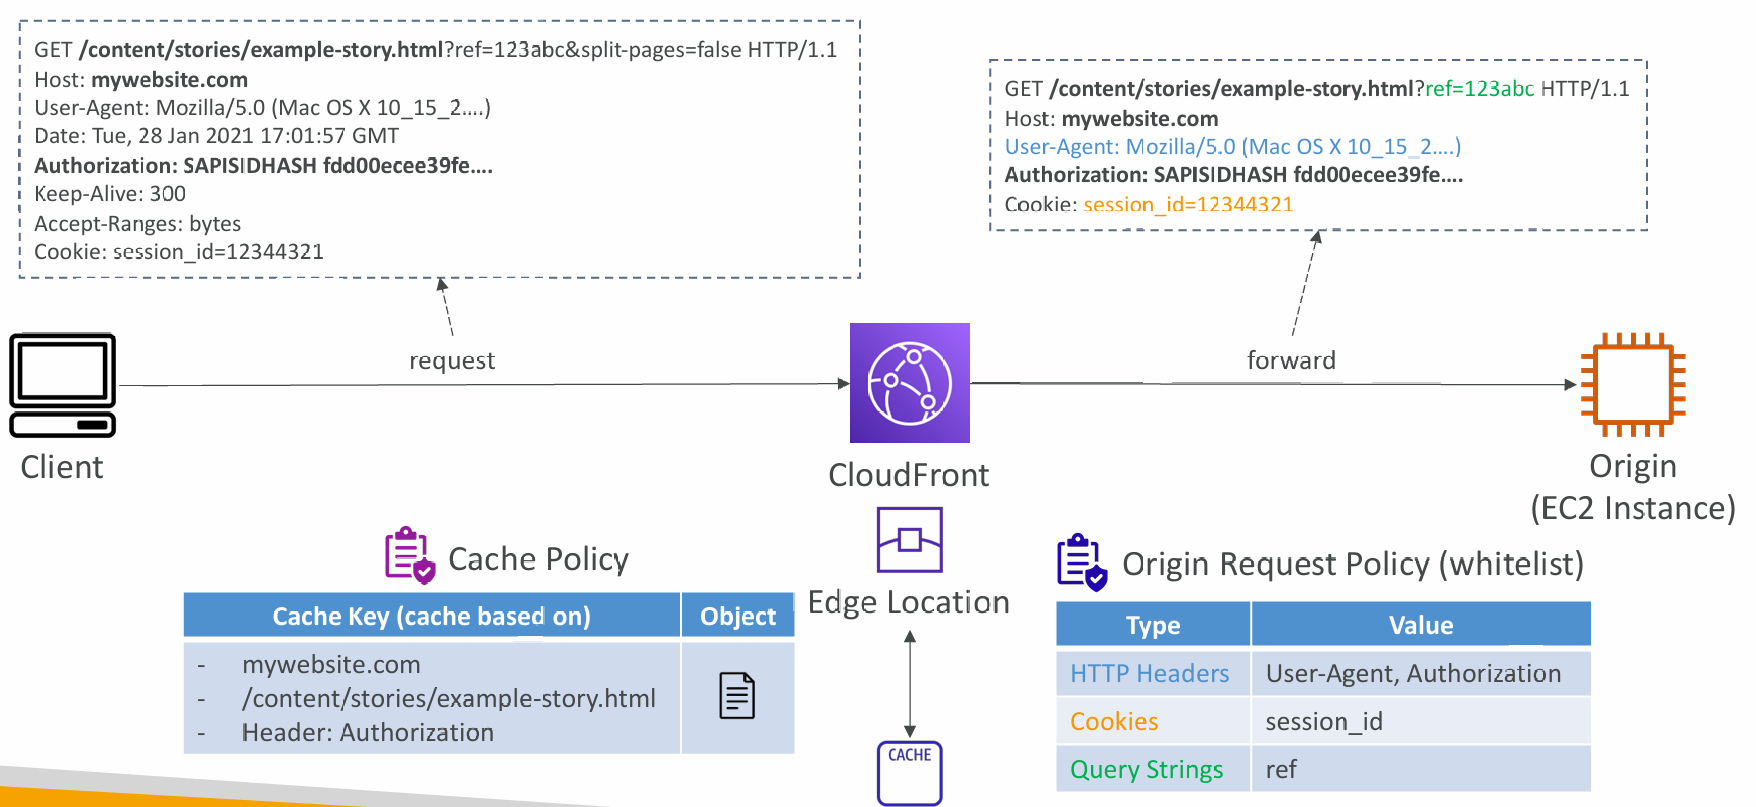 GET /content/stories/example-story.html?ref=123abc&split-pages=false HTTP/1.1
Host: mywebsite.com
User-Agent: Mozilla/5.0 (Mac OS X 10_15_2....)
Date: Tue, 28 Jan 2021 17:01:57 GMT
Authorization: SAPISIDHASH fdd00ecee39fe....
Keep-Alive: 300
Accept-Ranges: bytes
Cookie: session_id=12344321
GET /content/stories/example-story.html?ref=123abc HTTP/1.1
Host: mywebsite.com
User-Agent: Mozilla/5.0 (Mac OS X 10_15_2....)
Authorization: SAPISIDHASH fdd00ecee39fe....
Cookie: session_id=12344321
request
forward
Client
CloudFront
Origin
(EC2 Instance)
Cache Policy
Cache Key (cache based on) Object
- mywebsite.com
- /content/stories/example-story.html
- Header: Authorization
Edge Location
CACHE
Origin Request Policy (whitelist)
Type Value
HTTP Headers User-Agent, Authorization
Cookies session_id
Query Strings ref